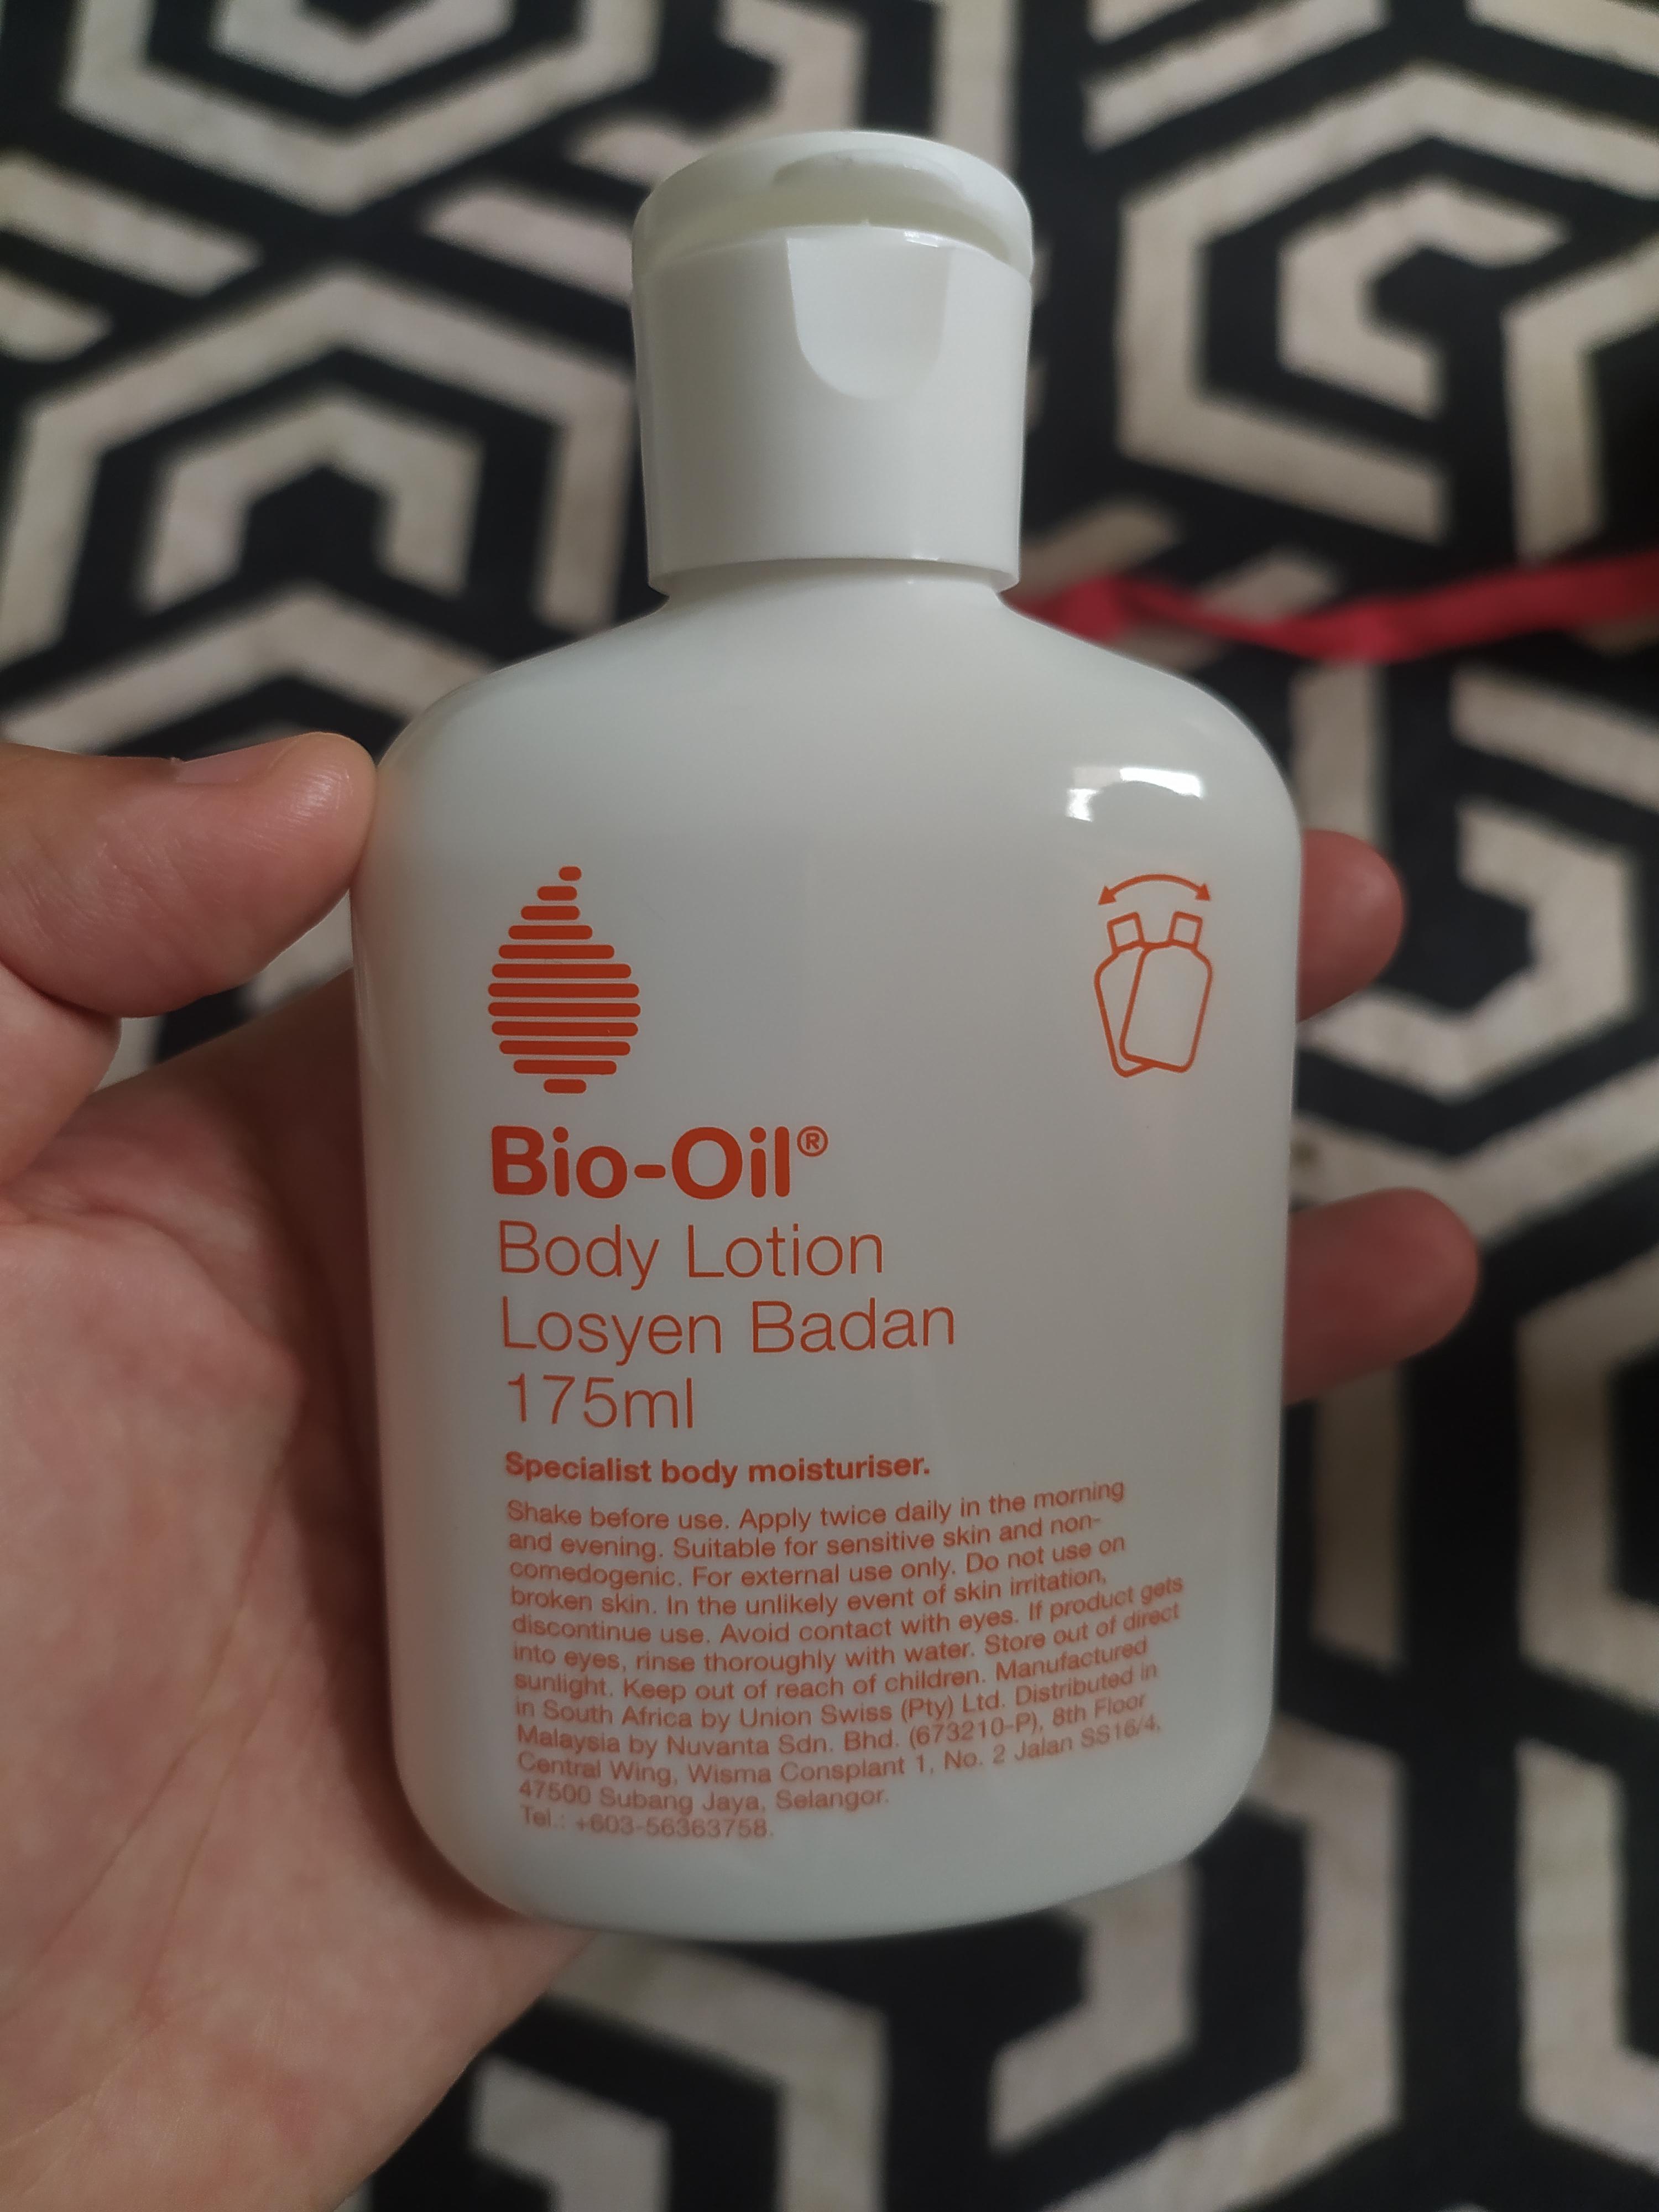 Bio-Oil®
Body Lotion
Losyen Badan
175ml
Specialist body moisturiser.
Shake before use. Apply twice daily in the morning
and evening. Suitable for sensitive skin and non-
comedogenic. For external use only. Do not use on
broken skin. In the unlikely event of skin irritation,
discontinue use. Avoid contact with eyes. If product gets
into eyes, rinse thoroughly with water. Store out of direct
sunlight. Keep out of reach of children. Manufactured
in South Africa by Union Swiss (Pty) Ltd. Distributed in
Malaysia by Nuvanta Sdn. Bhd. (673210-P), 8th Floor
Central Wing, Wisma Consplant 1, No. 2 Jalan SS16/4,
47500 Subang Jaya, Selangor.
Tel.: +603-56363758.